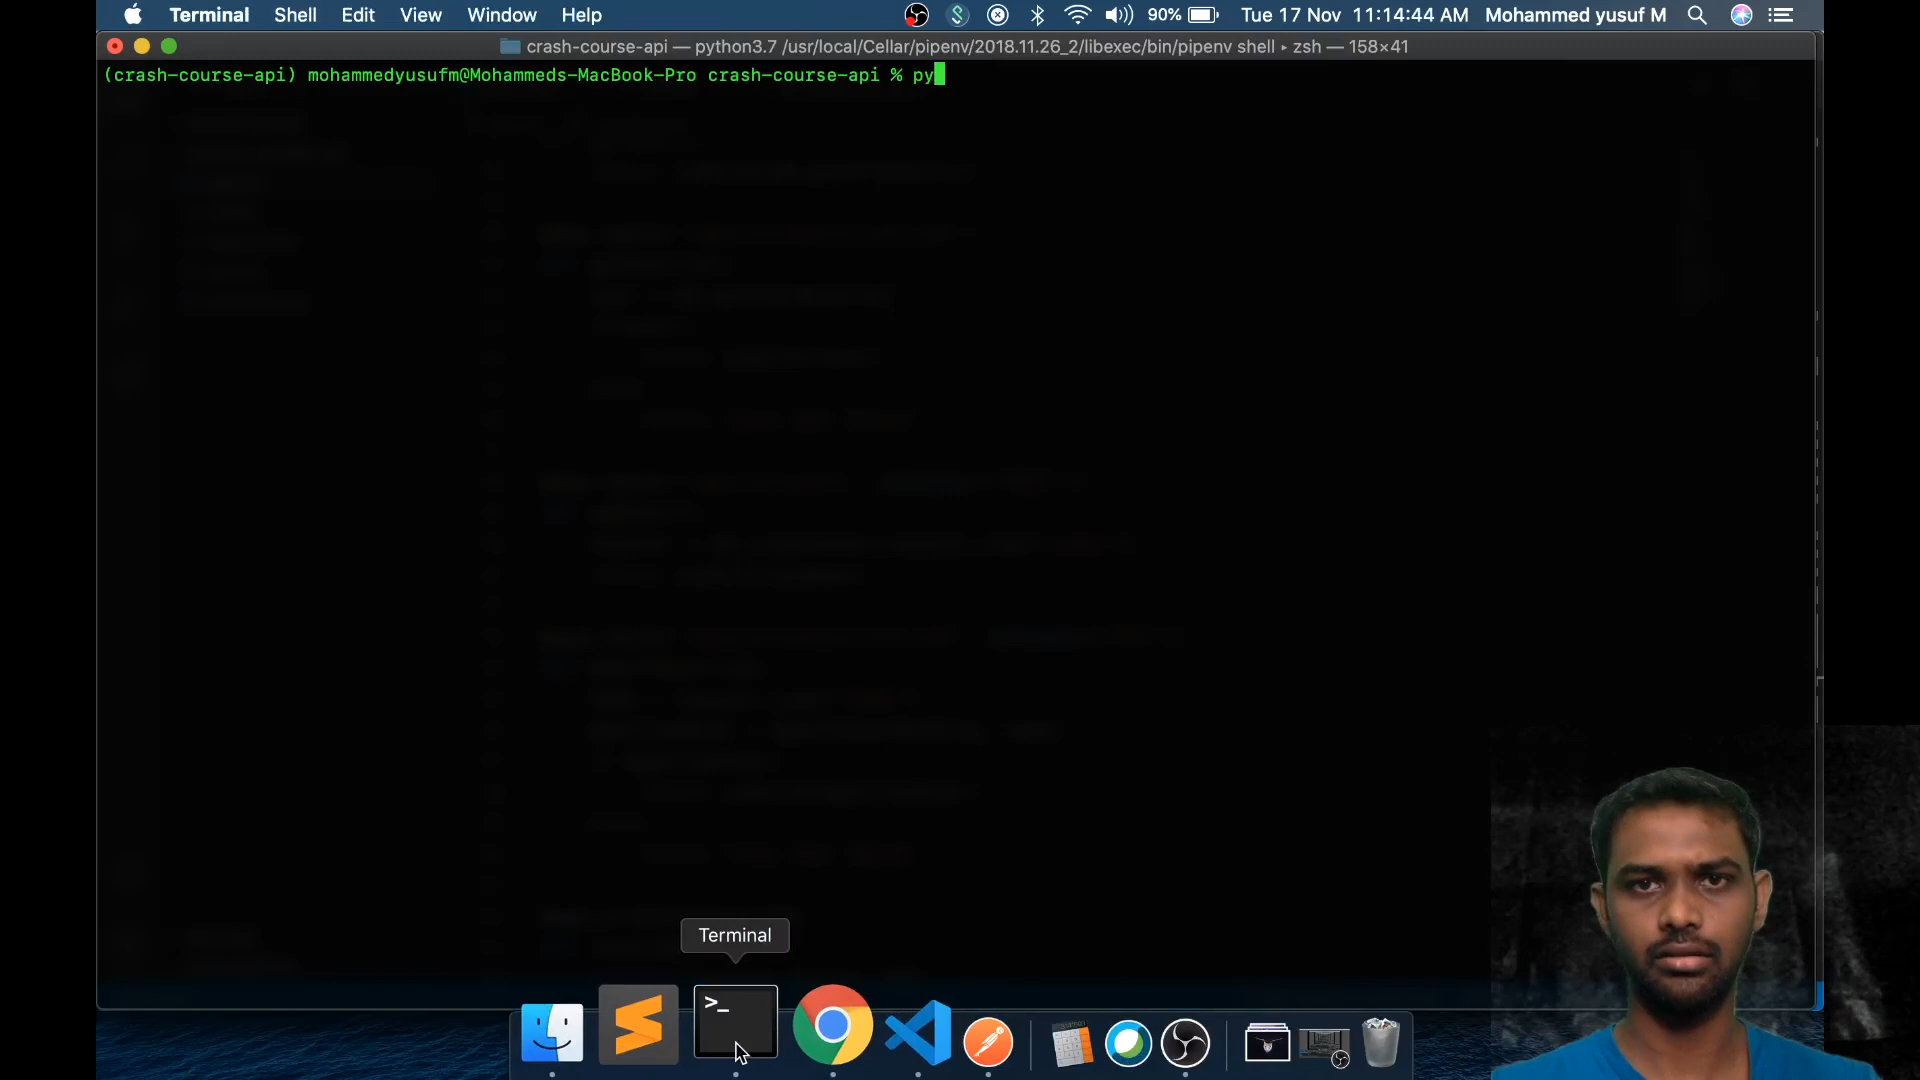 Terminal Shell Edit View Window Help 90% Tue 17 Nov 11:14:44 AM Mohammed yusuf M
crash-course-api — python3.7 /usr/local/Cellar/pipenv/2018.11.26_2/libexec/bin/pipenv shell ▸ zsh — 158×41
(crash-course-api) mohammedyusufm@Mohammeds-MacBook-Pro crash-course-api % py
Terminal
>_